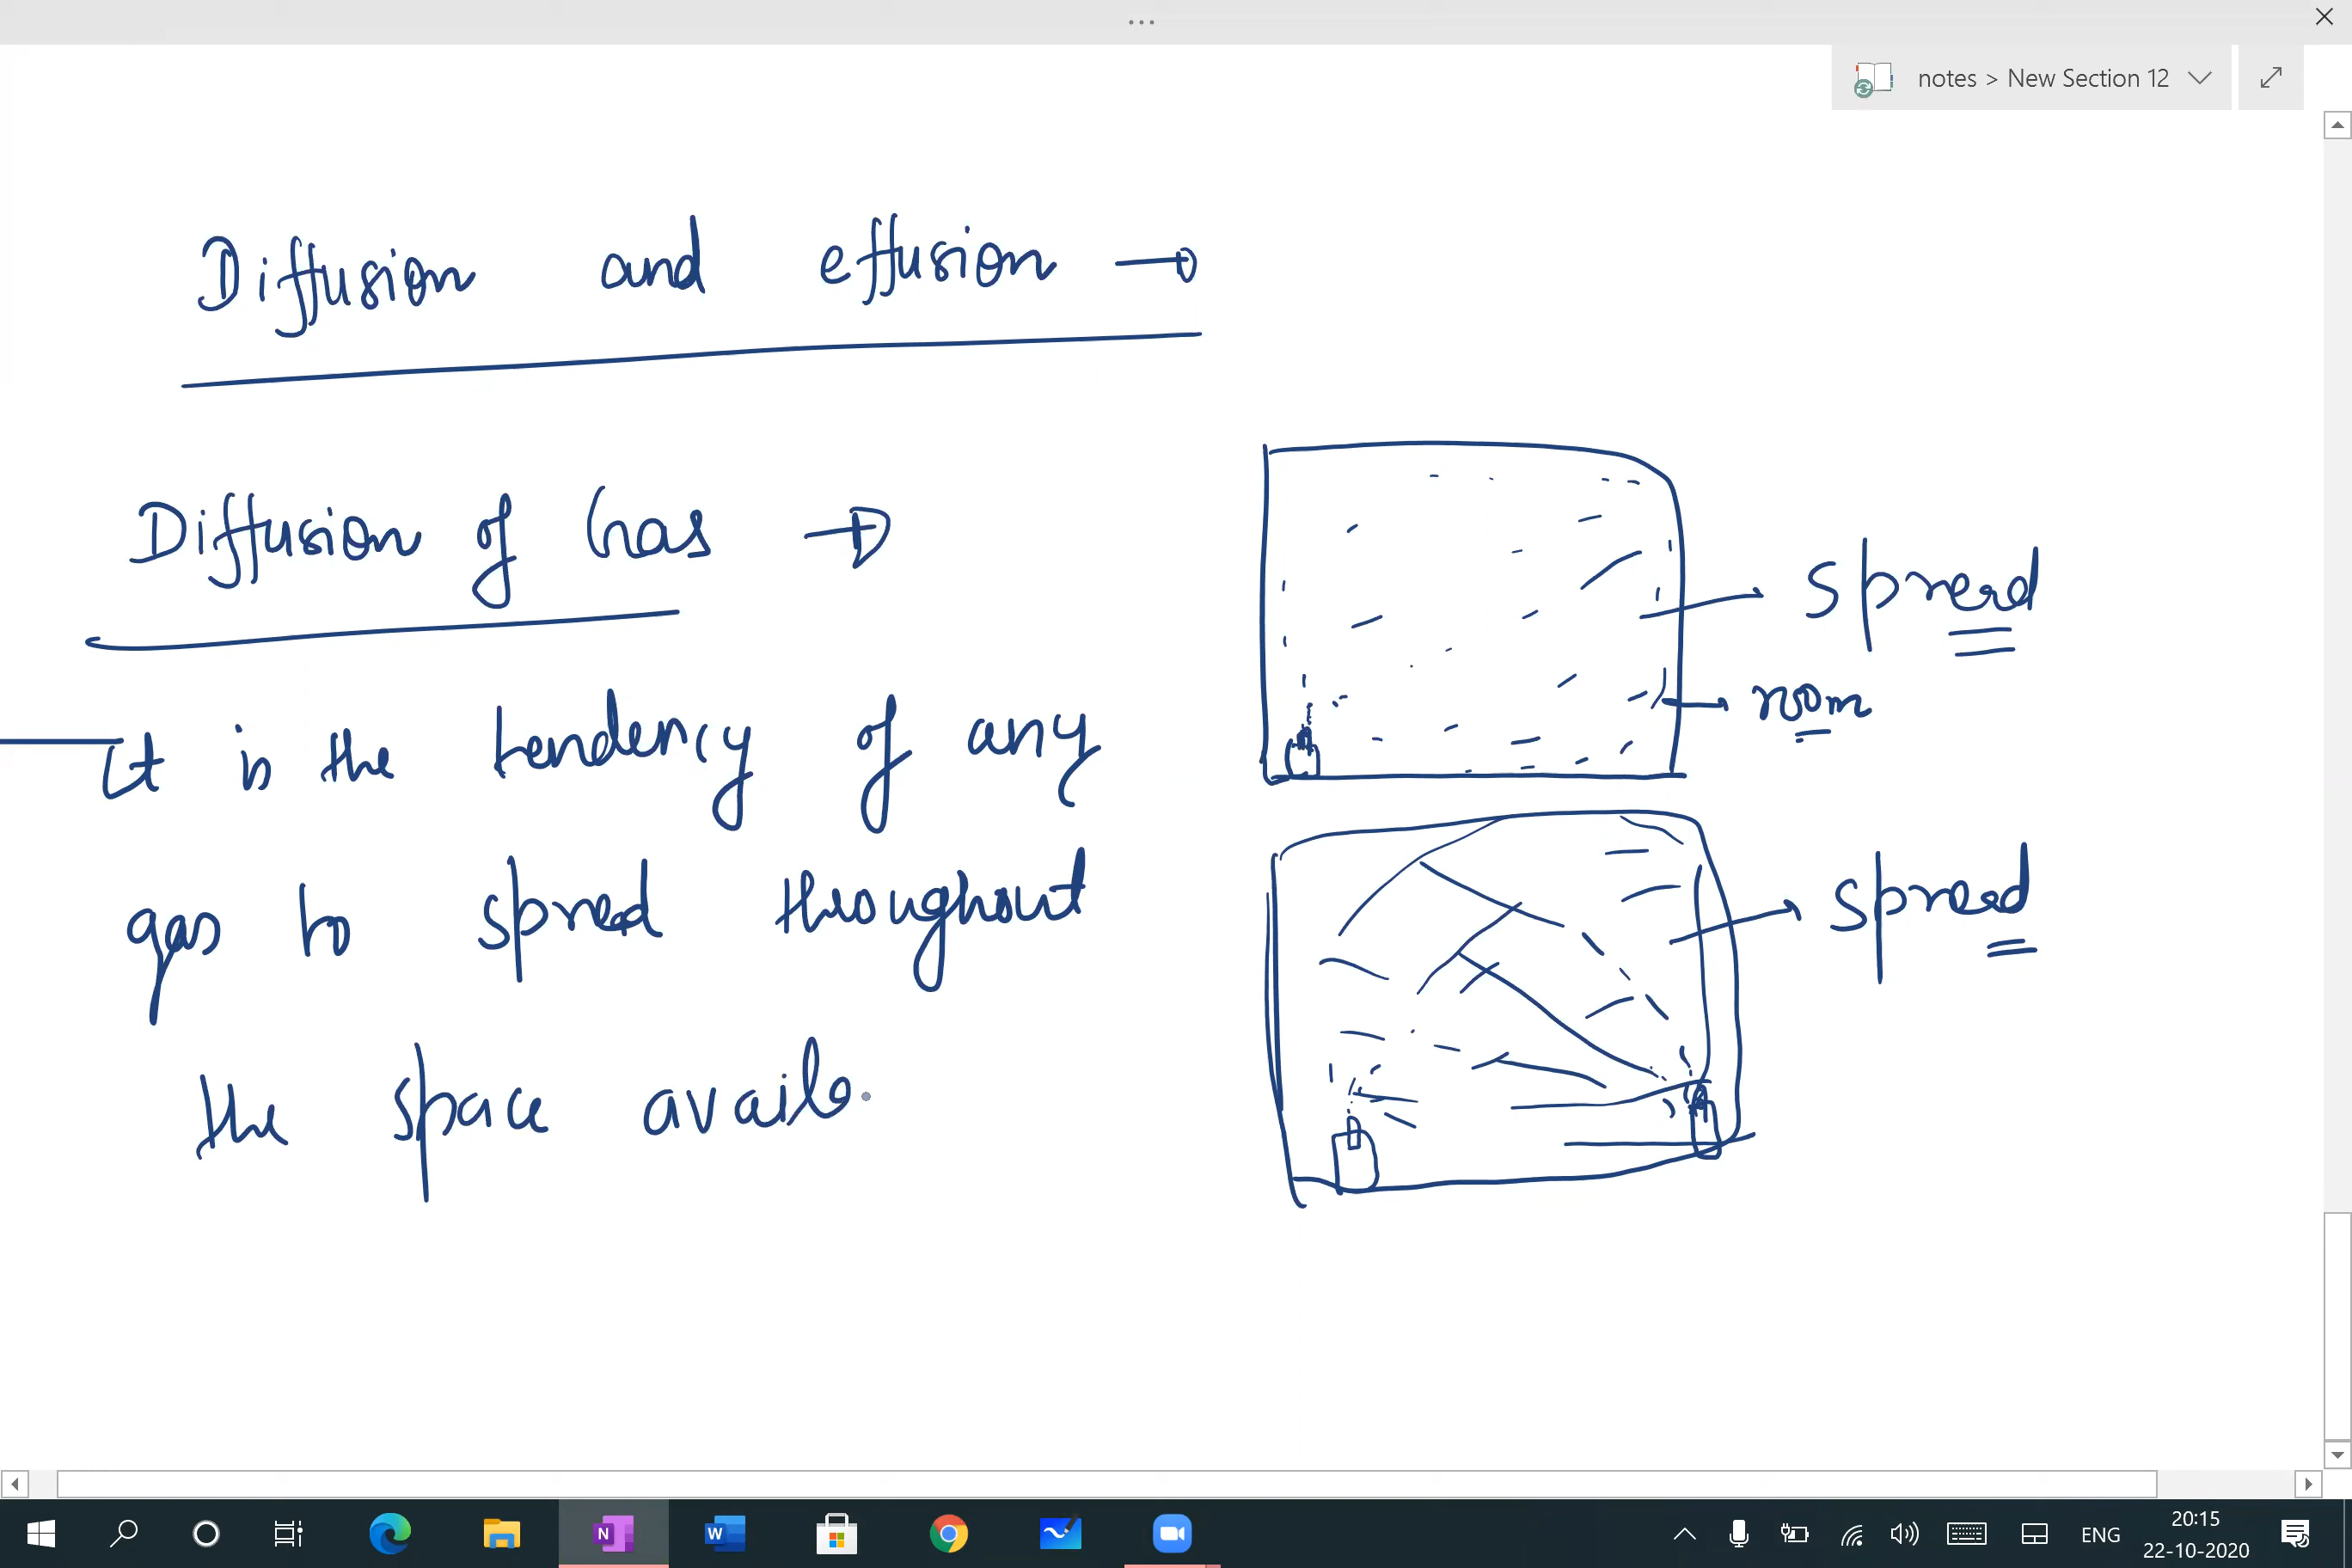 notes > New Section 12
Diffusion and effusion →
Diffusion of Gas →
spread
room
It is the tendency of any
gas to spread throughout
spread
the space availa
ENG
20:15
22-10-2020